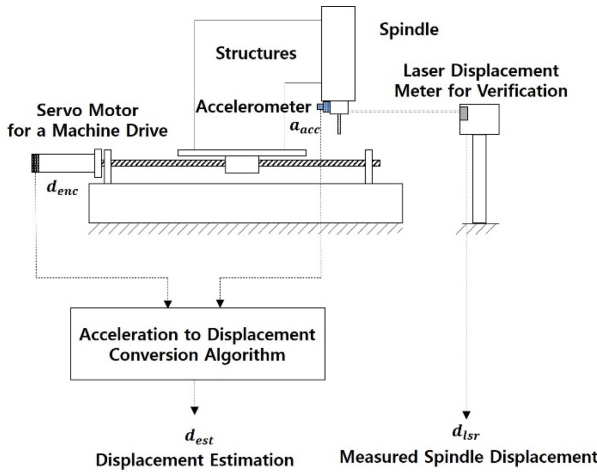 Spindle
Structures
Laser Displacement
Meter for Verification
Accelerometer
a_acc
Servo Motor
for a Machine Drive
d_enc
Acceleration to Displacement
Conversion Algorithm
d_est
Displacement Estimation
d_lsr
Measured Spindle Displacement